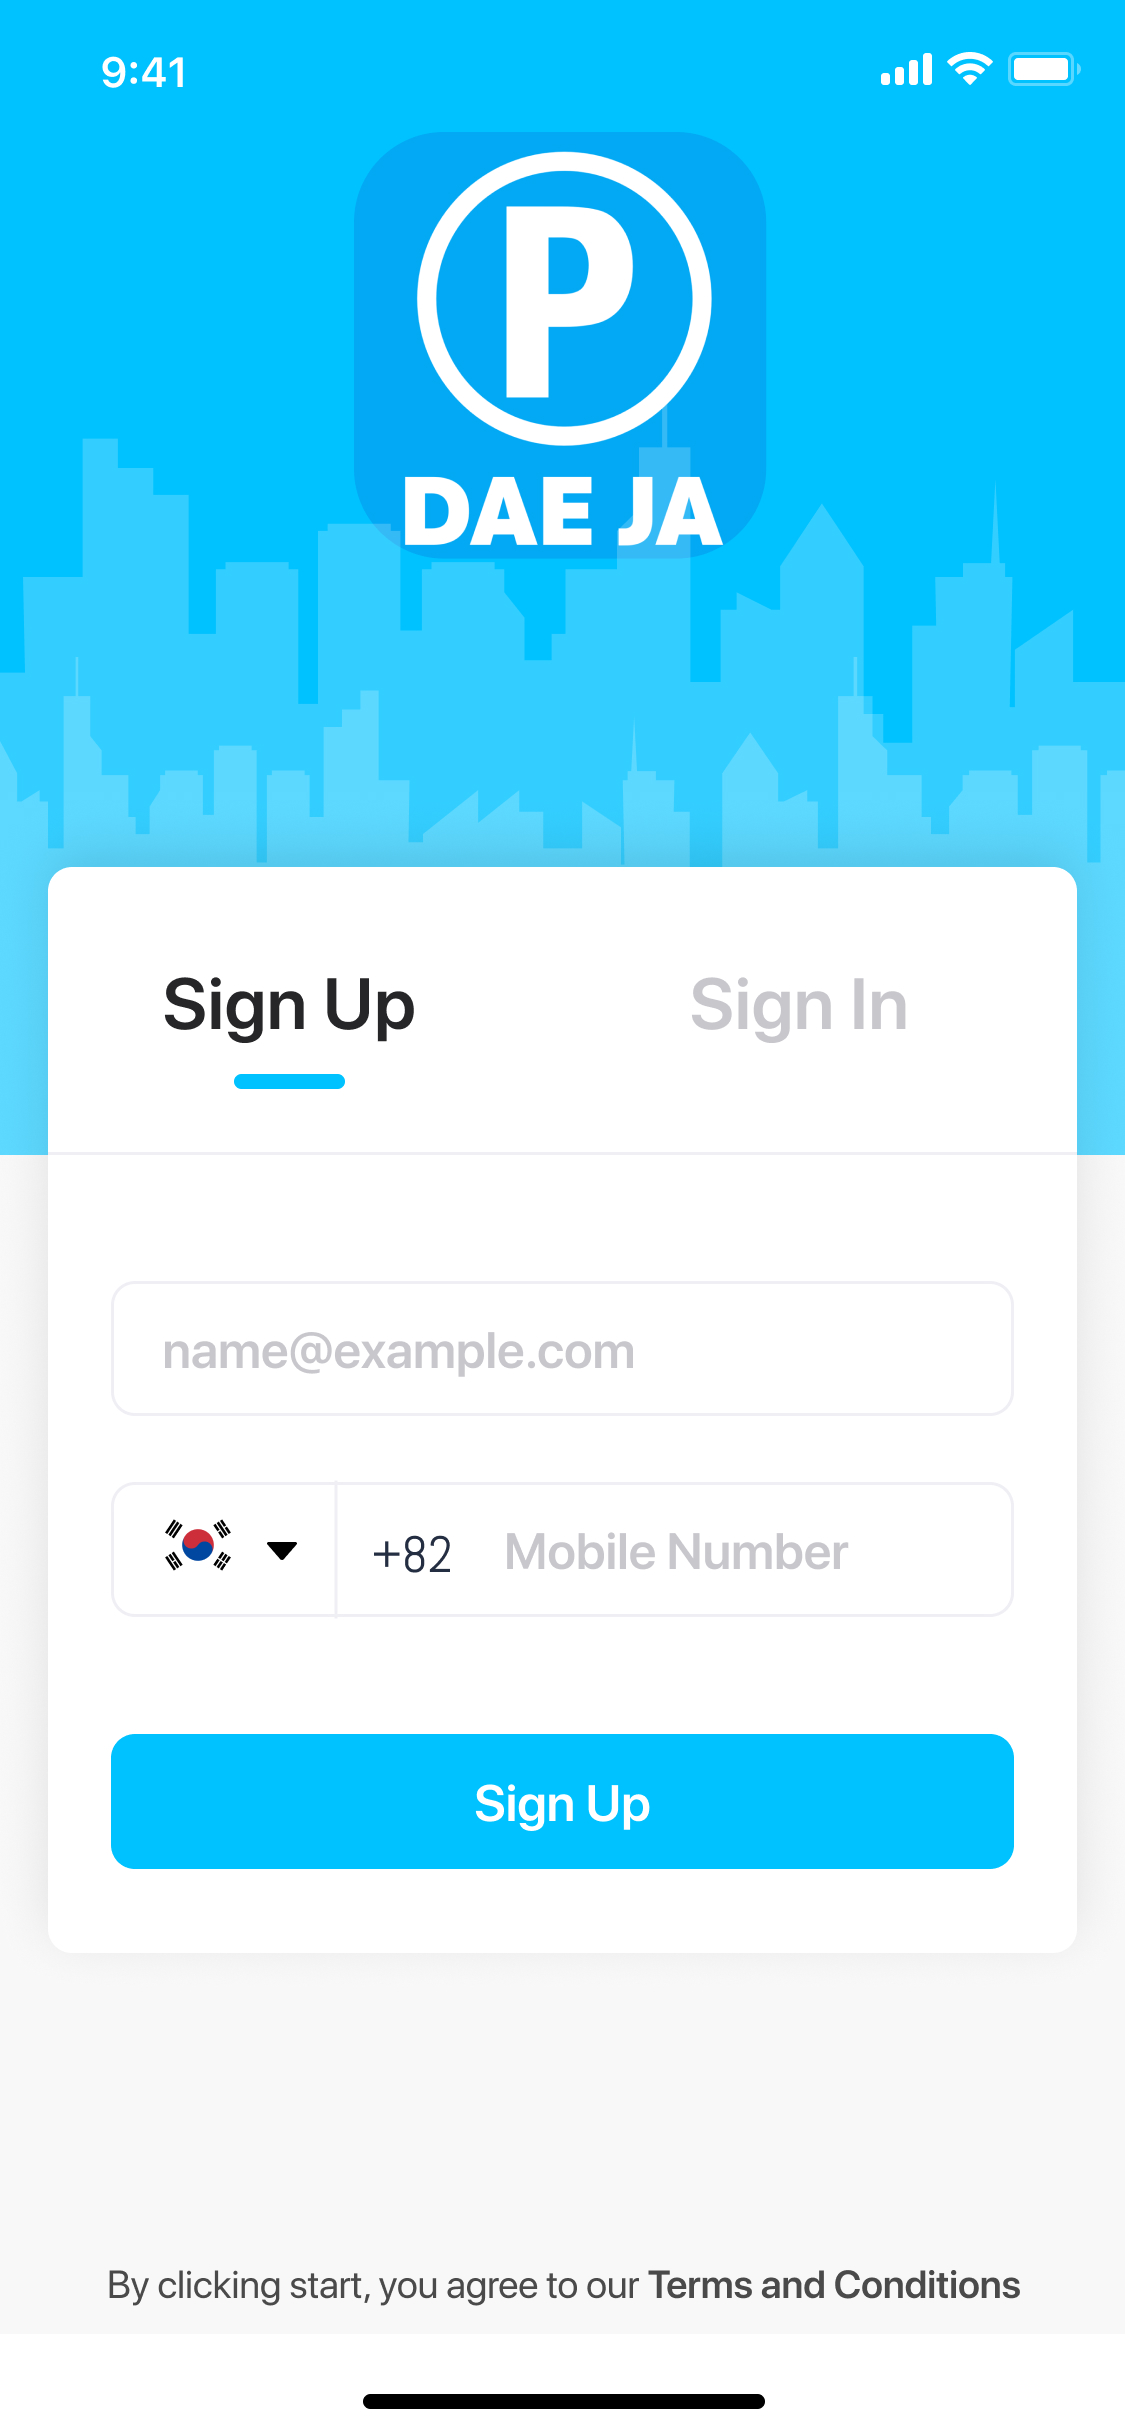 9:41
P
DAE JA
Sign Up
Sign In
name@example.com
+82 Mobile Number
Sign Up
By clicking start, you agree to our Terms and Conditions